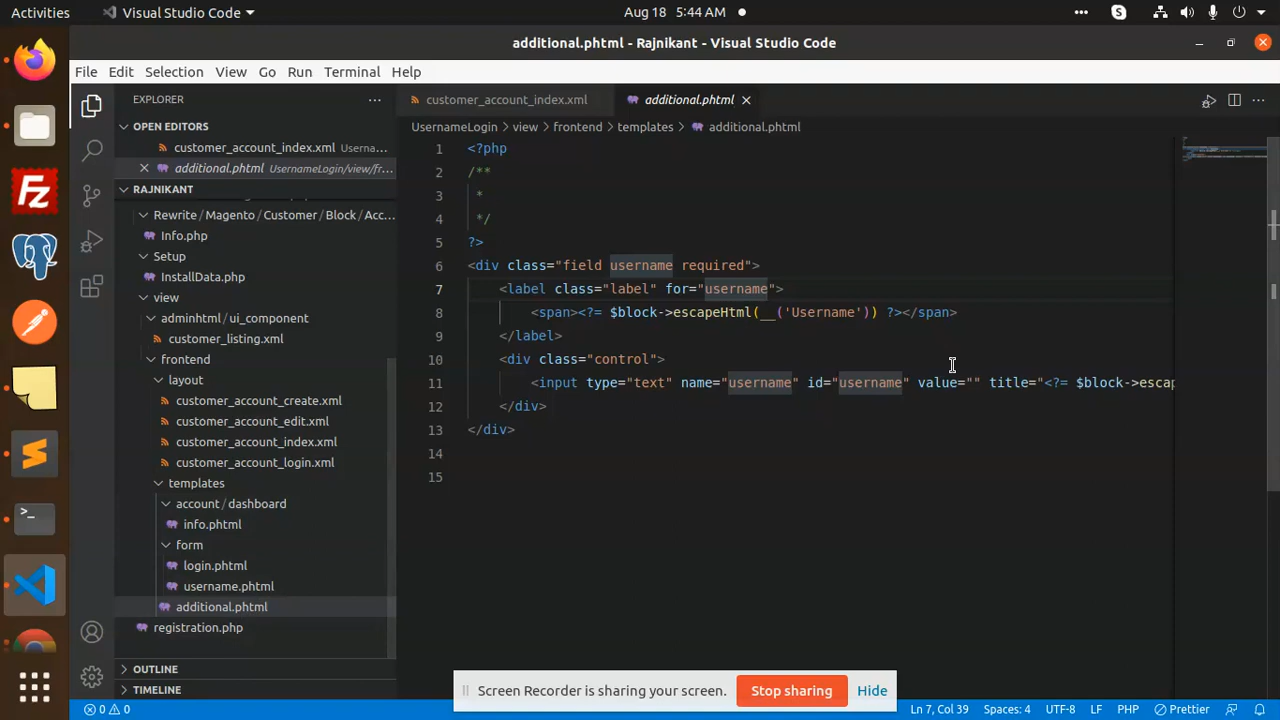 Activities
Visual Studio Code
Aug 18 5:44 AM
additional.phtml - Rajnikant - Visual Studio Code
File Edit Selection View Go Run Terminal Help
EXPLORER
OPEN EDITORS
customer_account_index.xml Userna...
additional.phtml UsernameLogin/view/fr...
RAJNIKANT
Rewrite/Magento/Customer/Block/Acc...
Info.php
Setup
InstallData.php
view
adminhtml/ui_component
customer_listing.xml
frontend
layout
customer_account_create.xml
customer_account_edit.xml
customer_account_index.xml
customer_account_login.xml
templates
account/dashboard
info.phtml
form
login.phtml
username.phtml
additional.phtml
registration.php
OUTLINE
TIMELINE
customer_account_index.xml
additional.phtml
UsernameLogin > view > frontend > templates > additional.phtml
1 <?php
2 /**
3 *
4 */
5 ?>
6 <div class="field username required">
7 <label class="label" for="username">
8 <span><?= $block->escapeHtml(__('Username')) ?></span>
9 </label>
10 <div class="control">
11 <input type="text" name="username" id="username" value="" title="<?= $block->escap
12 </div>
13 </div>
14
15
Screen Recorder is sharing your screen.
Stop sharing
Hide
0 0
Ln 7, Col 39
Spaces: 4
UTF-8
LF
PHP
Prettier